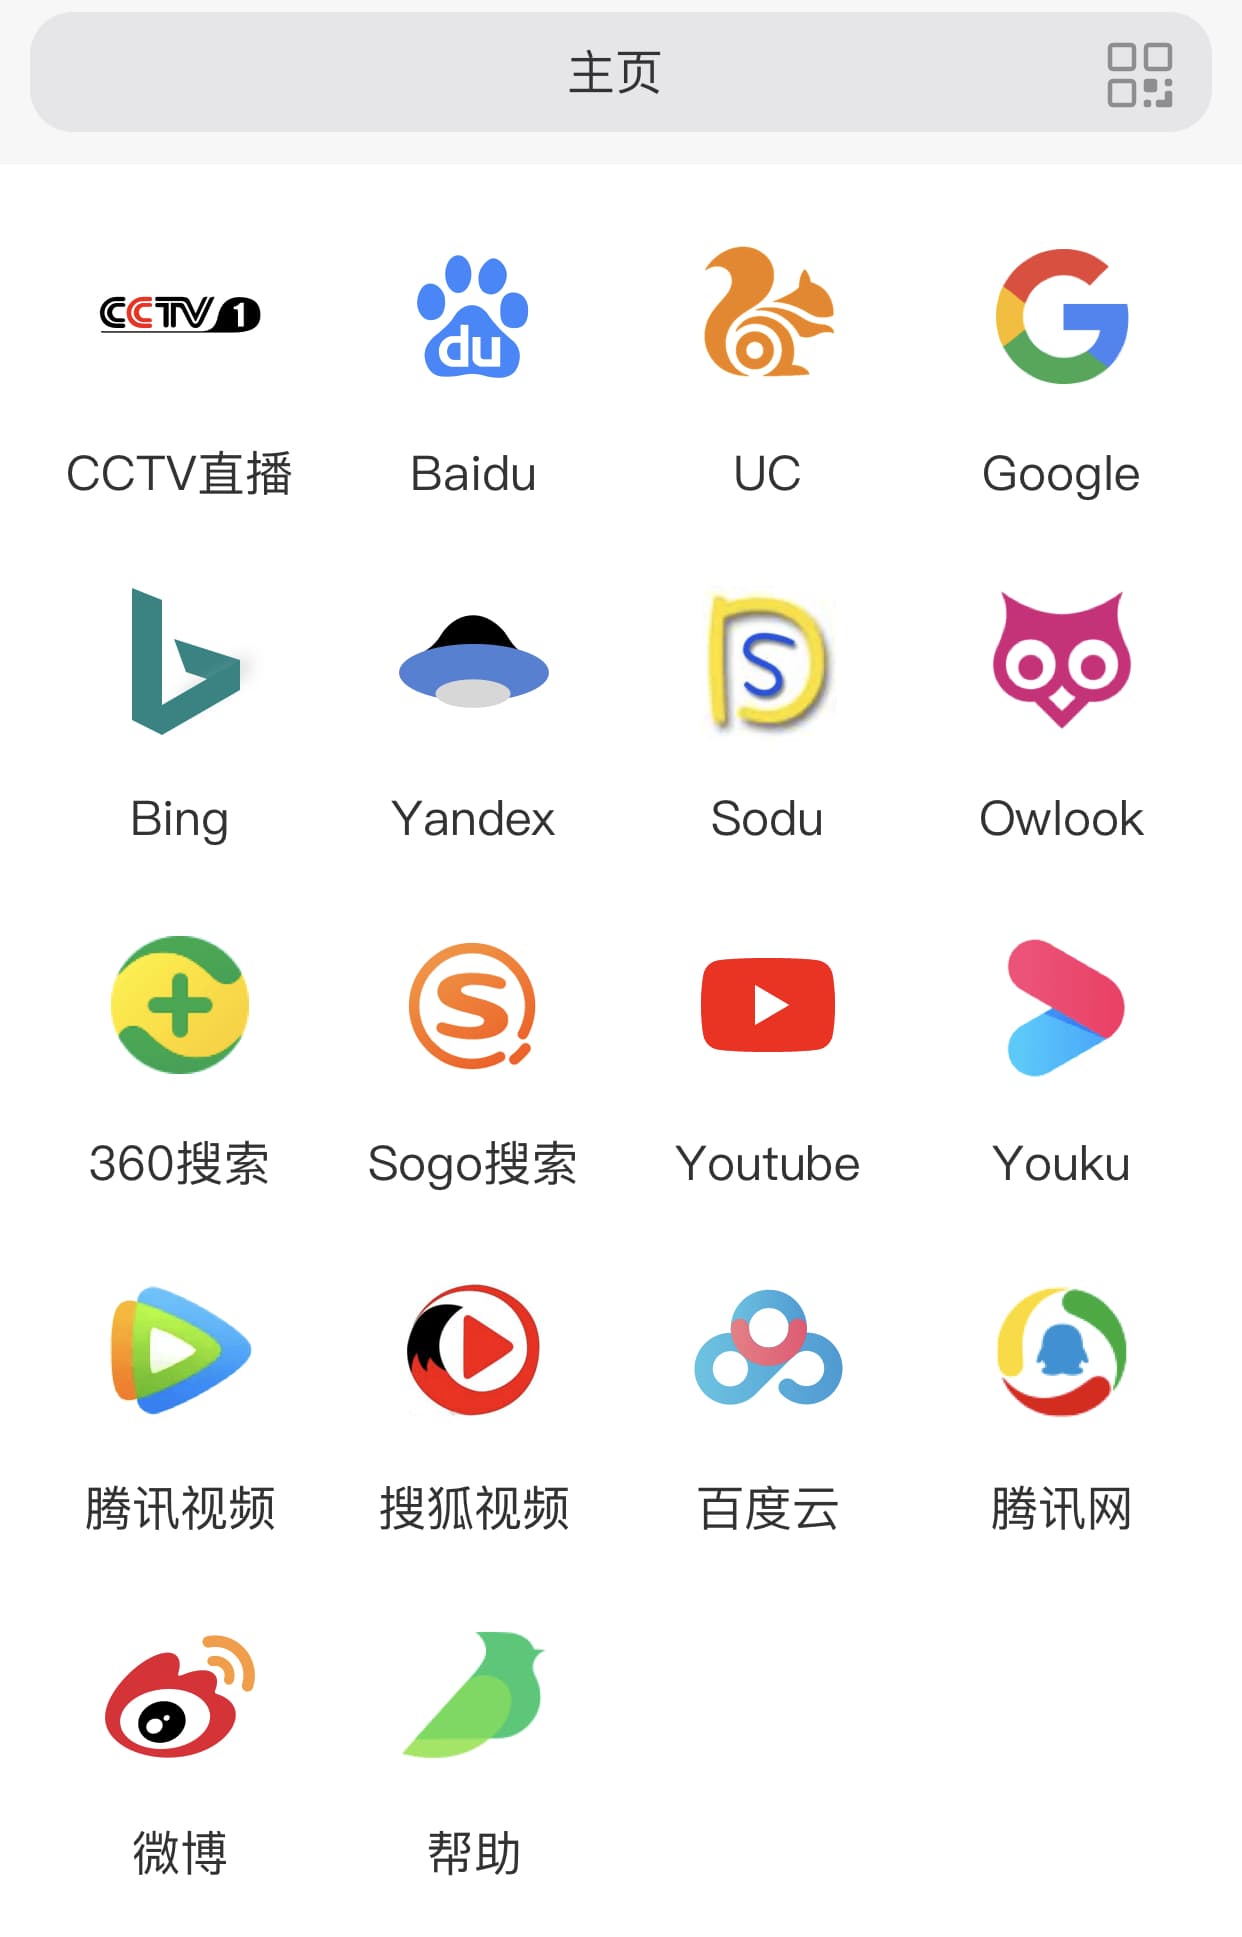 主页
CCTV 1
du
CCTV直播 Baidu UC Google
S
Bing Yandex Sodu Owlook
S
360搜索 Sogo搜索 Youtube Youku
腾讯视频 搜狐视频 百度云 腾讯网
微博 帮助